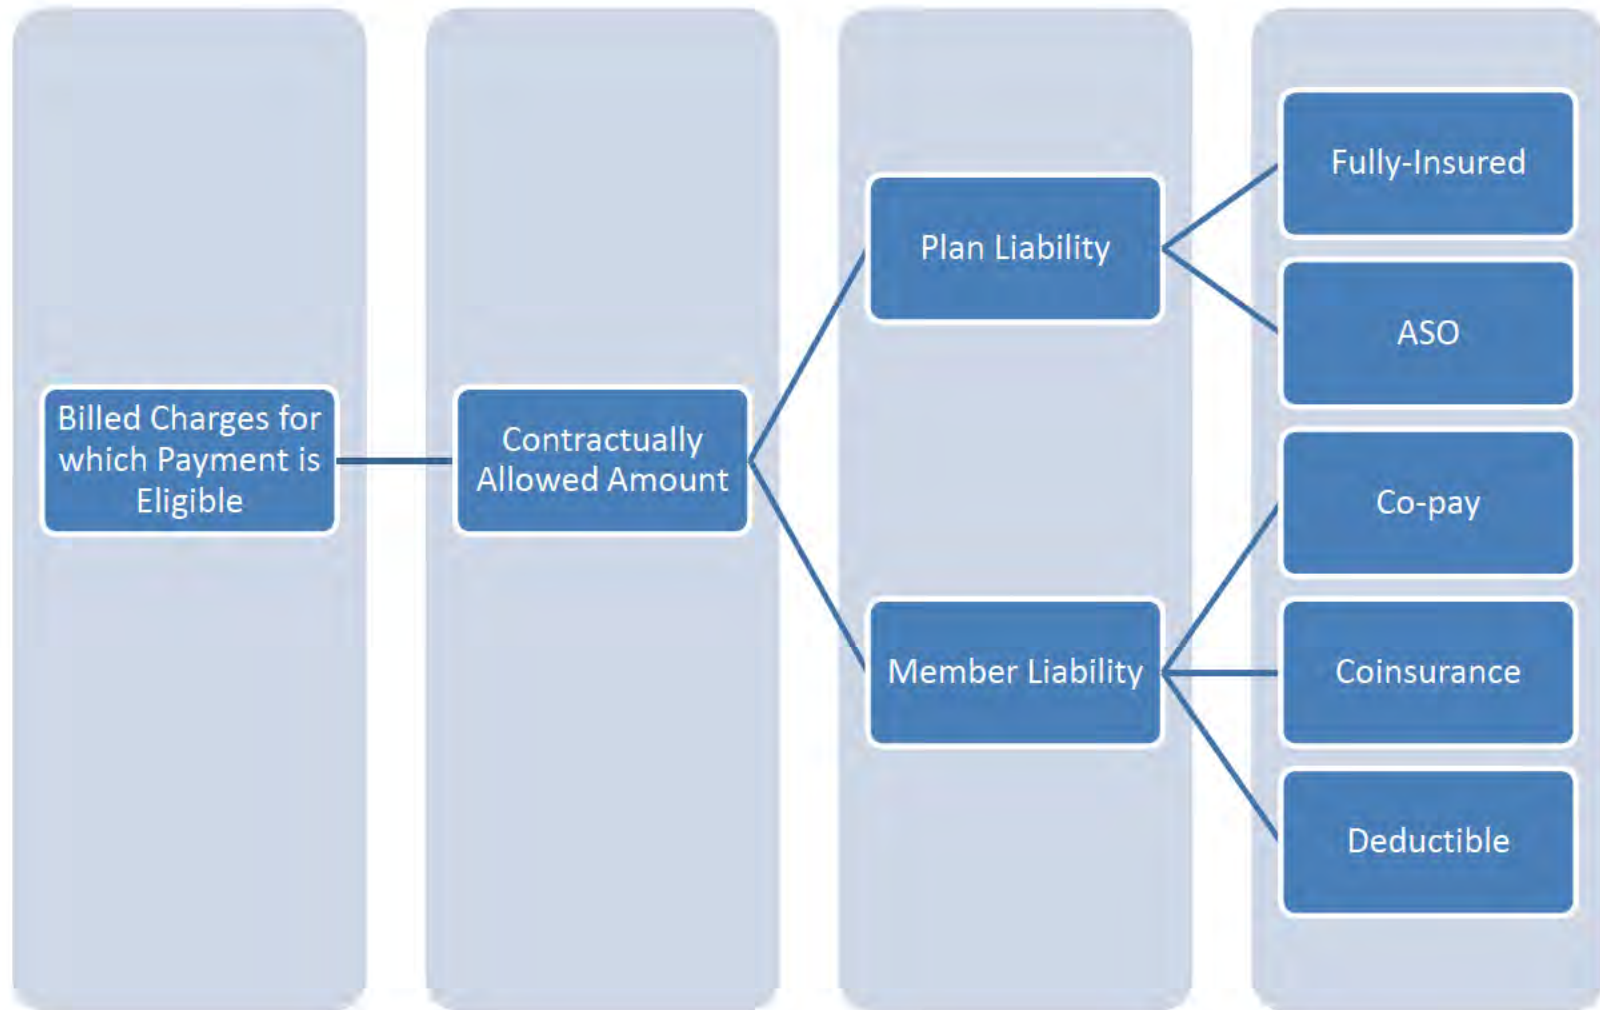 Billed Charges for
which Payment is
Eligible
Contractually
Allowed Amount
Plan Liability
Member Liability
Fully-Insured
ASO
Co-pay
Coinsurance
Deductible